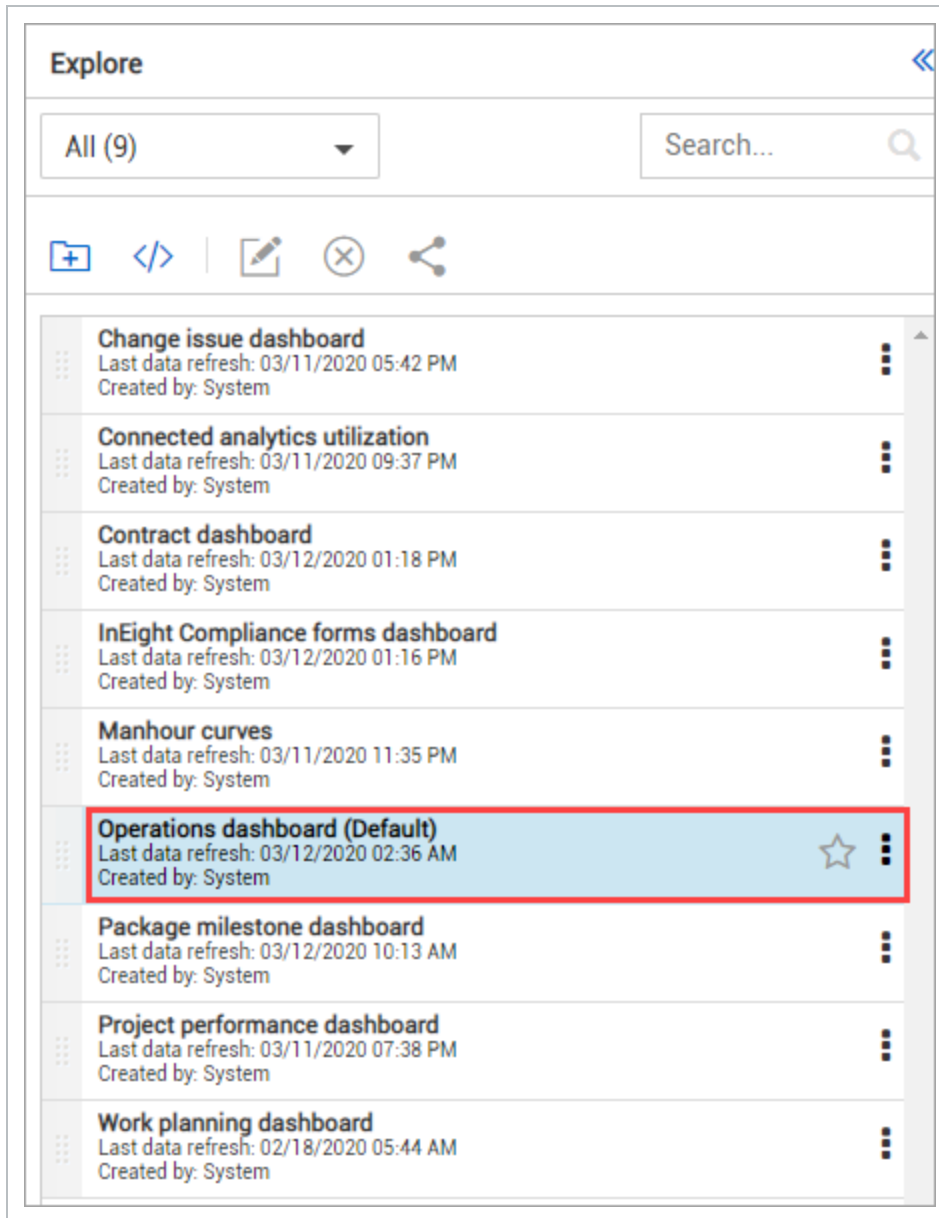 Explore
All (9)
Search...
Change issue dashboard
Last data refresh: 03/11/2020 05:42 PM
Created by: System
Connected analytics utilization
Last data refresh: 03/11/2020 09:37 PM
Created by: System
Contract dashboard
Last data refresh: 03/12/2020 01:18 PM
Created by: System
InEight Compliance forms dashboard
Last data refresh: 03/12/2020 01:16 PM
Created by: System
Manhour curves
Last data refresh: 03/11/2020 11:35 PM
Created by: System
Operations dashboard (Default)
Last data refresh: 03/12/2020 02:36 AM
Created by: System
Package milestone dashboard
Last data refresh: 03/12/2020 10:13 AM
Created by: System
Project performance dashboard
Last data refresh: 03/11/2020 07:38 PM
Created by: System
Work planning dashboard
Last data refresh: 02/18/2020 05:44 AM
Created by: System